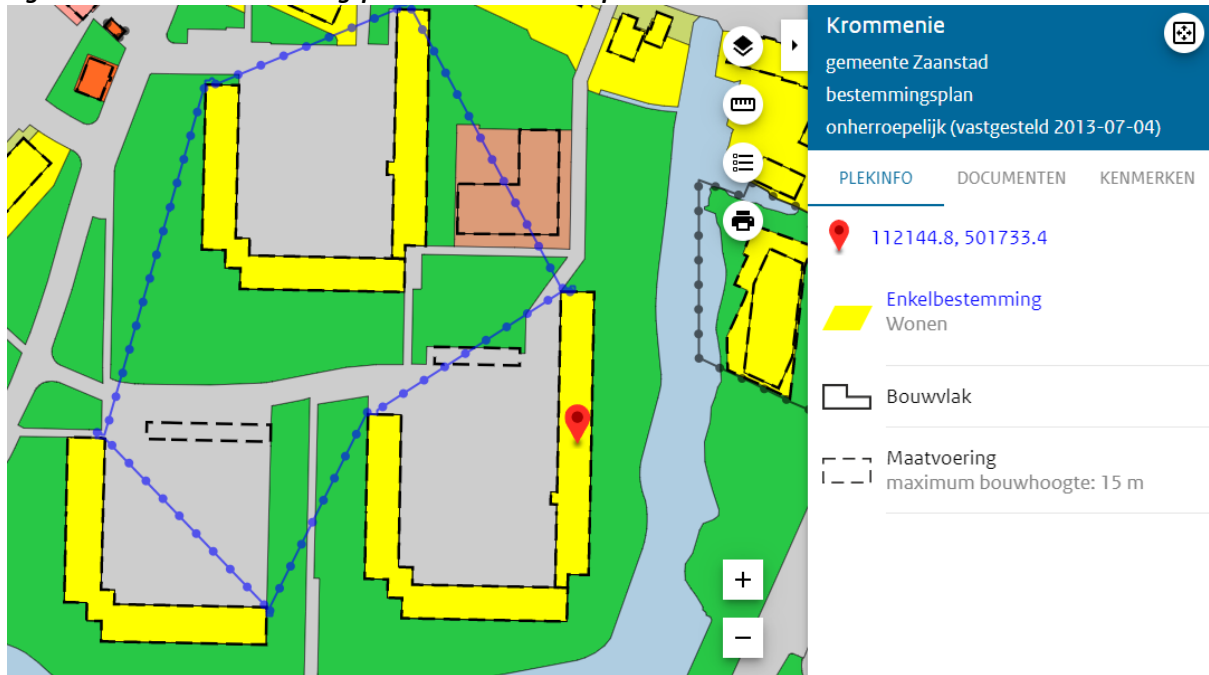 Krommenie
gemeente Zaanstad
bestemmingsplan
onherroepelijk (vastgesteld 2013-07-04)
PLEKINFO DOCUMENTEN KENMERKEN
112144.8, 501733.4
Enkelbestemming
Wonen
Bouwvlak
Maatvoering
maximum bouwhoogte: 15 m